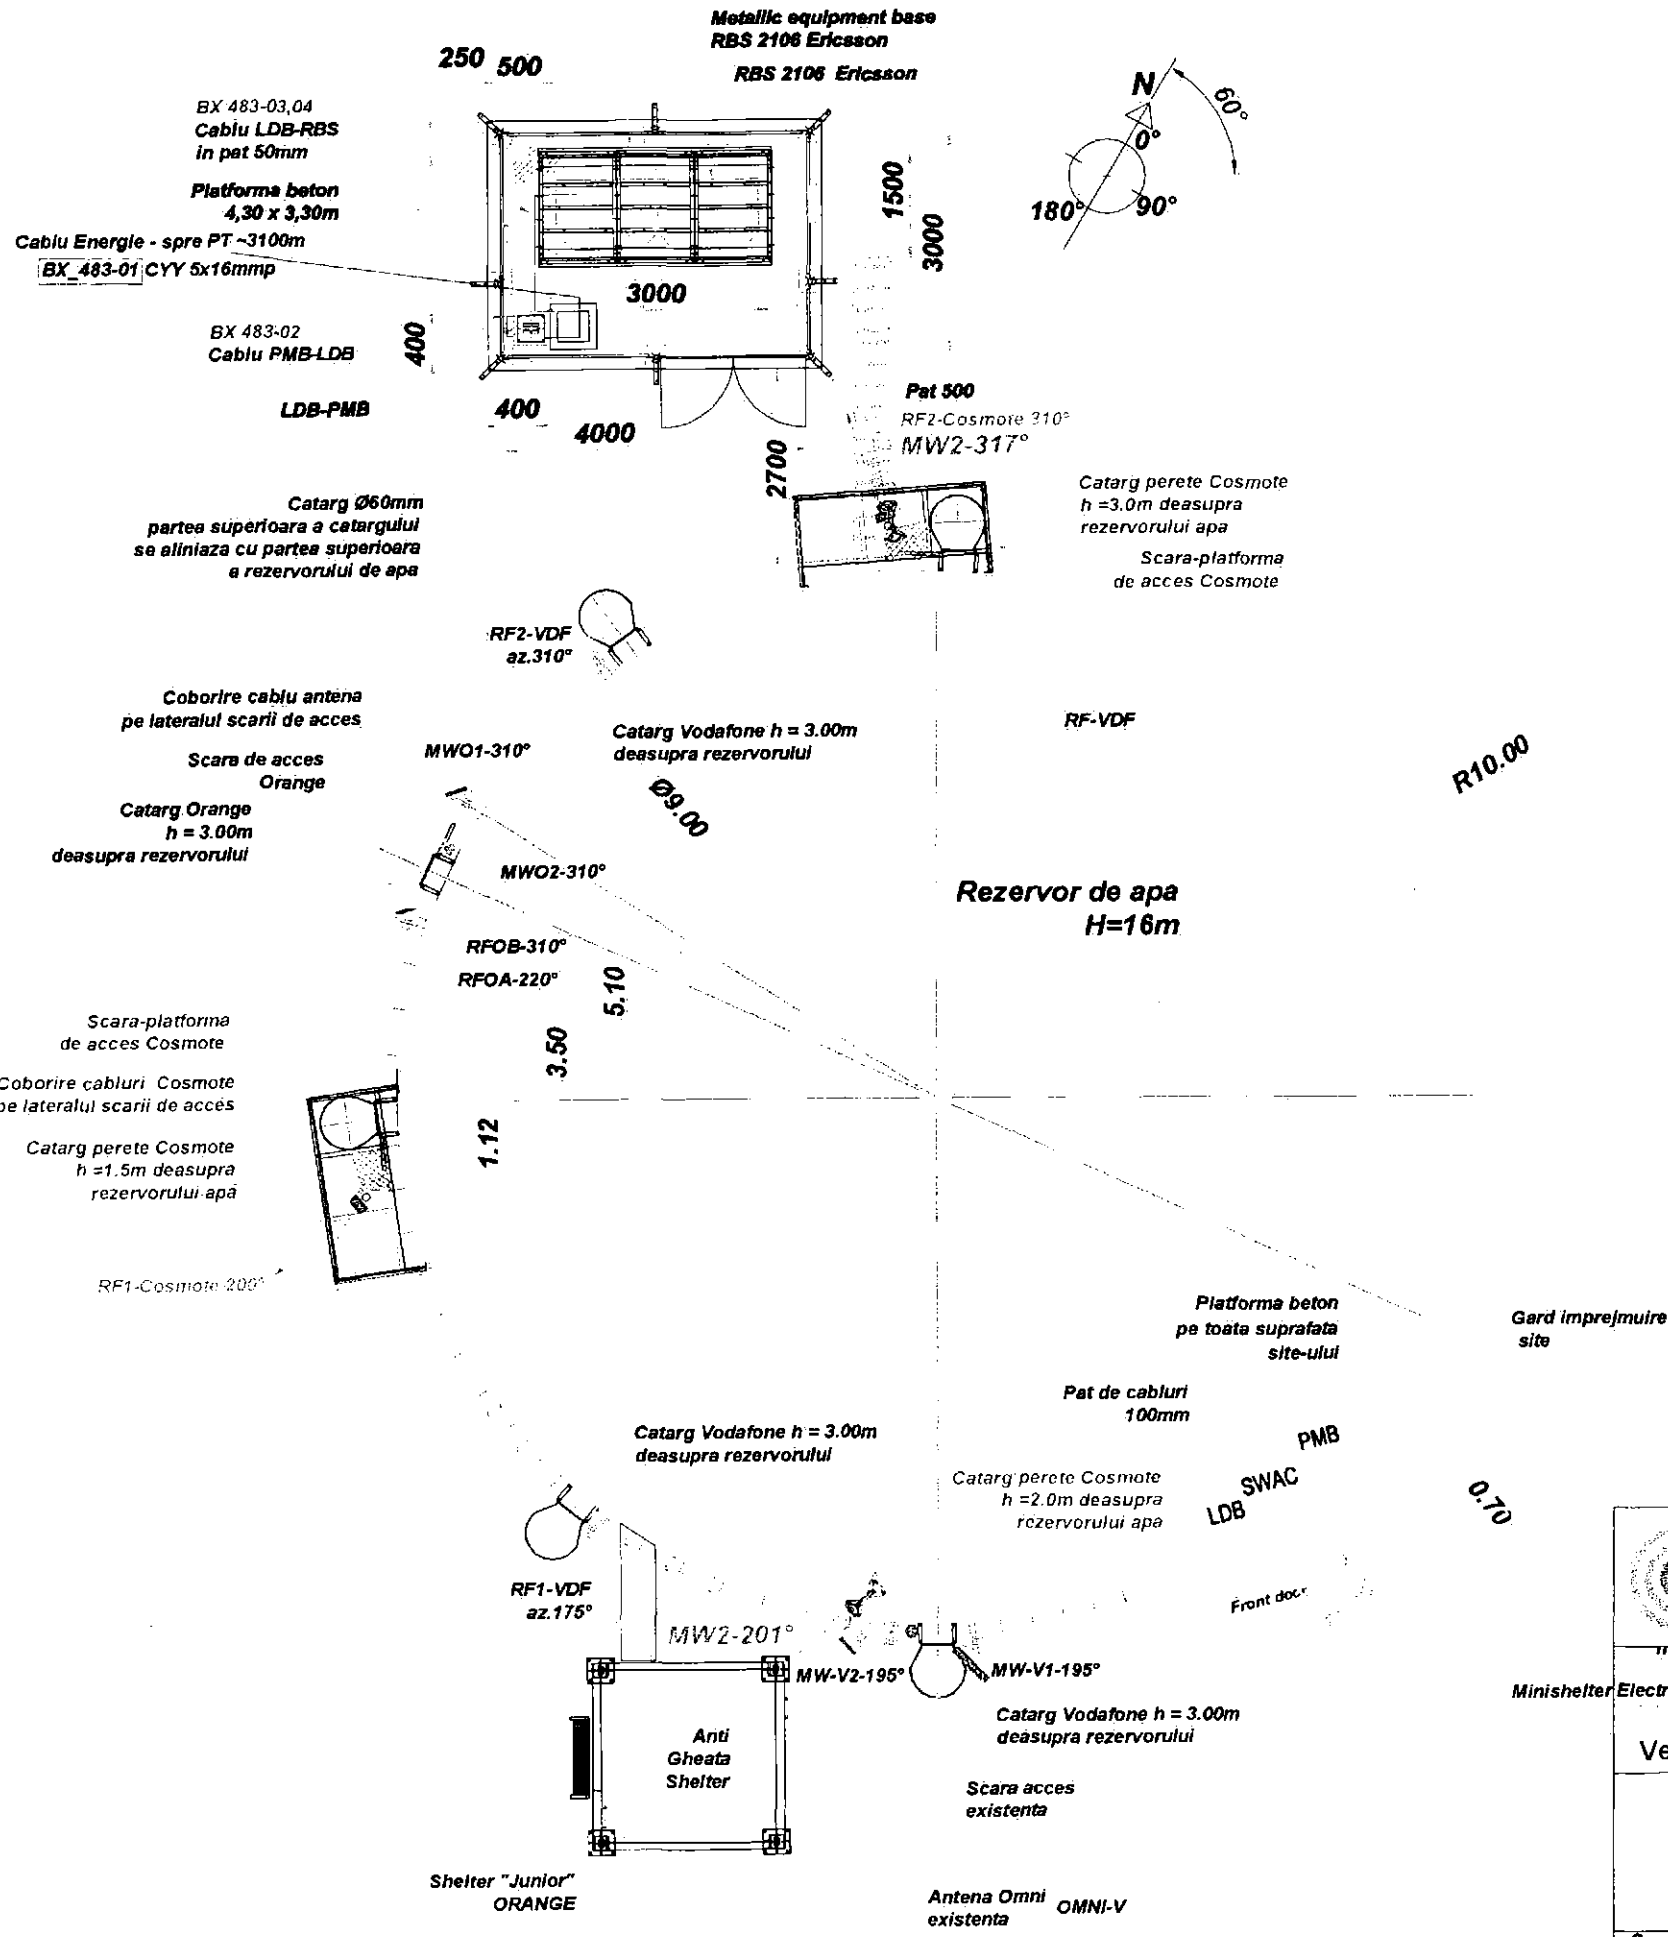 Metallic equipment base
RBS 2106 Ericsson
RBS 2106 Ericsson
250 500
BX 483-03,04
Cablu LDB-RBS
in pat 50mm
Platforma beton
4,30 x 3,30m
Cablu Energie - spre PT ~3100m
BX_483-01 CYY 5x16mmp
BX 483-02
Cablu PMB-LDB
LDB-PMB
400
400
4000
3000
1500
3000
2700
N
60°
0°
180°
90°
Pat 500
RF2-Cosmote 310°
MW2-317°
Catarg perete Cosmote
h =3.0m deasupra
rezervorului apa
Scara-platforma
de acces Cosmote
Catarg Ø60mm
partea superioara a catargului
se aliniaza cu partea superioara
a rezervorului de apa
RF2-VDF
az.310°
Coborire cablu antena
pe lateralul scarii de acces
Scara de acces
Orange
Catarg Orange
h = 3.00m
deasupra rezervorului
MWO1-310°
Catarg Vodafone h = 3.00m
deasupra rezervorului
Ø9.00
RF-VDF
R10.00
MWO2-310°
Rezervor de apa
H=16m
RFOB-310°
RFOA-220°
5.10
3.50
1.12
Scara-platforma
de acces Cosmote
Coborire cabluri Cosmote
pe lateralul scarii de acces
Catarg perete Cosmote
h =1.5m deasupra
rezervorului apa
RF1-Cosmote 200°
Platforma beton
pe toata suprafata
site-ului
Gard imprejmuire
site
Pat de cabluri
100mm
PMB
SWAC
LDB
0.70
Catarg Vodafone h = 3.00m
deasupra rezervorului
Catarg perete Cosmote
h =2.0m deasupra
rezervorului apa
RF1-VDF
az.175°
Front door
MW2-201°
MW-V2-195°
MW-V1-195°
Catarg Vodafone h = 3.00m
deasupra rezervorului
Minishelter Electr
Ve
Anti
Gheata
Shelter
Scara acces
existenta
Shelter "Junior"
ORANGE
Antena Omni
existenta
OMNI-V